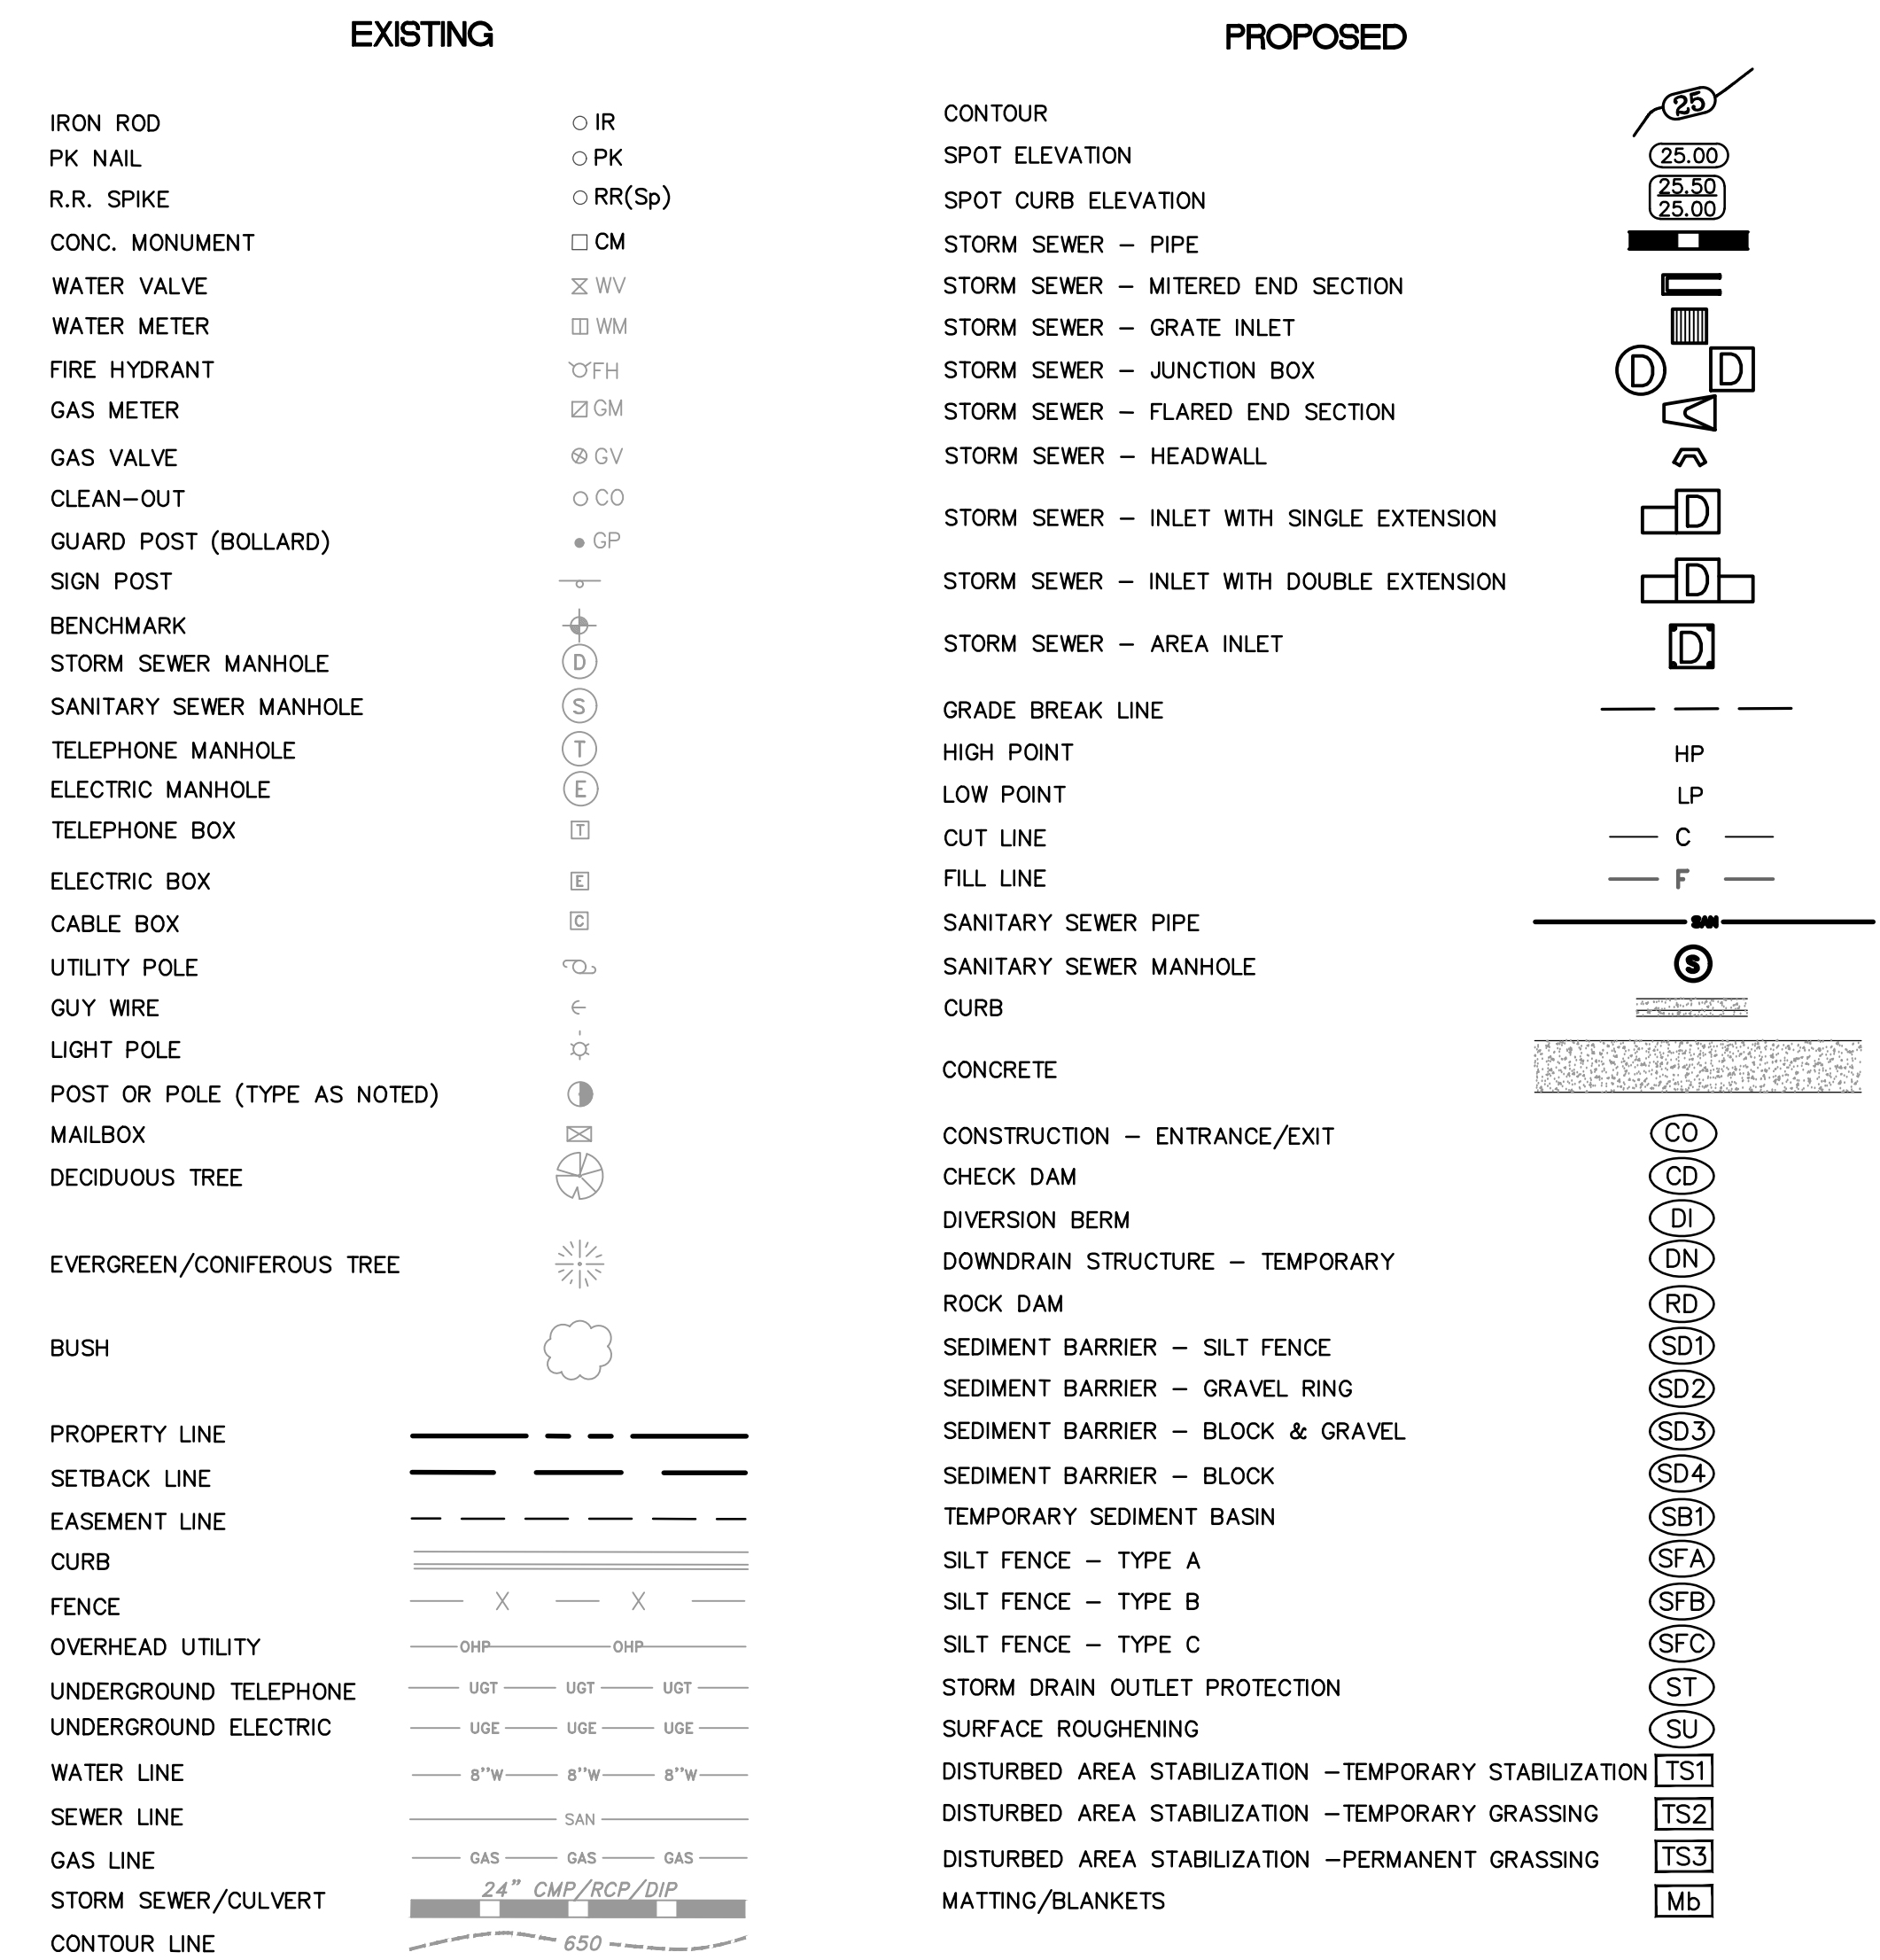 EXISTING
IRON ROD IR
PK NAIL PK
R.R. SPIKE RR(Sp)
CONC. MONUMENT CM
WATER VALVE WV
WATER METER WM
FIRE HYDRANT FH
GAS METER GM
GAS VALVE GV
CLEAN-OUT CO
GUARD POST (BOLLARD) GP
SIGN POST
BENCHMARK
STORM SEWER MANHOLE D
SANITARY SEWER MANHOLE S
TELEPHONE MANHOLE T
ELECTRIC MANHOLE E
TELEPHONE BOX T
ELECTRIC BOX E
CABLE BOX C
UTILITY POLE
GUY WIRE
LIGHT POLE
POST OR POLE (TYPE AS NOTED)
MAILBOX
DECIDUOUS TREE
EVERGREEN/CONIFEROUS TREE
BUSH
PROPERTY LINE
SETBACK LINE
EASEMENT LINE
CURB
FENCE X X
OVERHEAD UTILITY OHP OHP
UNDERGROUND TELEPHONE UGT UGT UGT
UNDERGROUND ELECTRIC UGE UGE UGE
WATER LINE 8''W 8''W 8''W
SEWER LINE SAN
GAS LINE GAS GAS GAS
STORM SEWER/CULVERT 24" CMP/RCP/DIP
CONTOUR LINE 650
PROPOSED
CONTOUR 25
SPOT ELEVATION 25.00
SPOT CURB ELEVATION 25.50
25.00
STORM SEWER - PIPE
STORM SEWER - MITERED END SECTION
STORM SEWER - GRATE INLET
STORM SEWER - JUNCTION BOX D D
STORM SEWER - FLARED END SECTION
STORM SEWER - HEADWALL
STORM SEWER - INLET WITH SINGLE EXTENSION D
STORM SEWER - INLET WITH DOUBLE EXTENSION D
STORM SEWER - AREA INLET D
GRADE BREAK LINE
HIGH POINT HP
LOW POINT LP
CUT LINE C
FILL LINE F
SANITARY SEWER PIPE SAN
SANITARY SEWER MANHOLE S
CURB
CONCRETE
CONSTRUCTION - ENTRANCE/EXIT CO
CHECK DAM CD
DIVERSION BERM DI
DOWNDRAIN STRUCTURE - TEMPORARY DN
ROCK DAM RD
SEDIMENT BARRIER - SILT FENCE SD1
SEDIMENT BARRIER - GRAVEL RING SD2
SEDIMENT BARRIER - BLOCK & GRAVEL SD3
SEDIMENT BARRIER - BLOCK SD4
TEMPORARY SEDIMENT BASIN SB1
SILT FENCE - TYPE A SFA
SILT FENCE - TYPE B SFB
SILT FENCE - TYPE C SFC
STORM DRAIN OUTLET PROTECTION ST
SURFACE ROUGHENING SU
DISTURBED AREA STABILIZATION -TEMPORARY STABILIZATION TS1
DISTURBED AREA STABILIZATION -TEMPORARY GRASSING TS2
DISTURBED AREA STABILIZATION -PERMANENT GRASSING TS3
MATTING/BLANKETS Mb